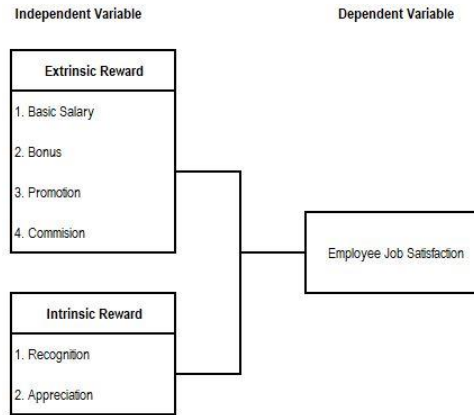 Independent Variable
Dependent Variable
Extrinsic Reward
1. Basic Salary
2. Bonus
3. Promotion
4. Commision
Employee Job Satisfaction
Intrinsic Reward
1. Recognition
2. Appreciation